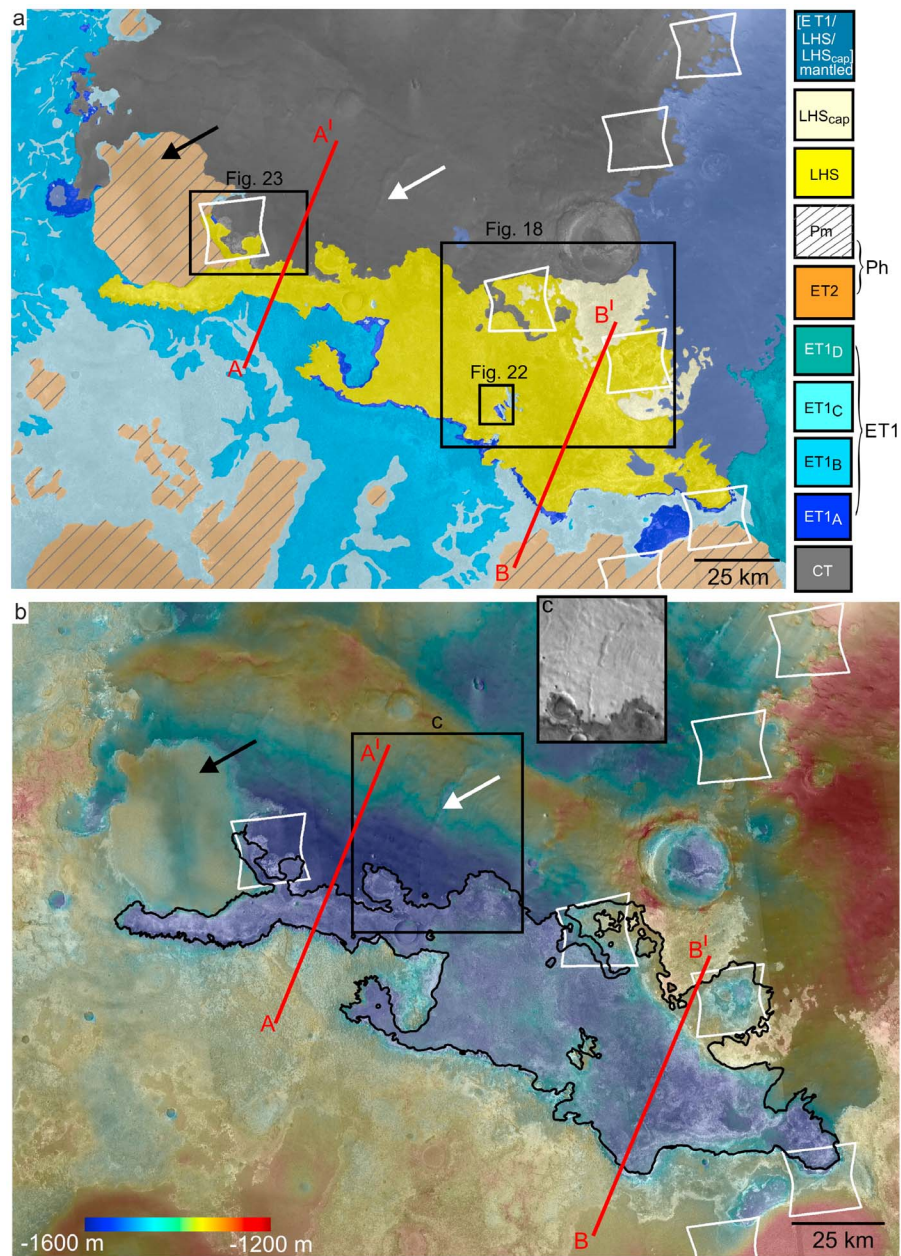 a
[E T1/
LHS/
LHScap]
mantled
LHScap
LHS
Pm
Ph
ET2
ET1D
ET1C
ET1
ET1B
ET1A
CT
A'
Fig. 23
Fig. 18
B'
A
Fig. 22
B
25 km
b
c
c
A'
B'
A
B
-1600 m
-1200 m
25 km